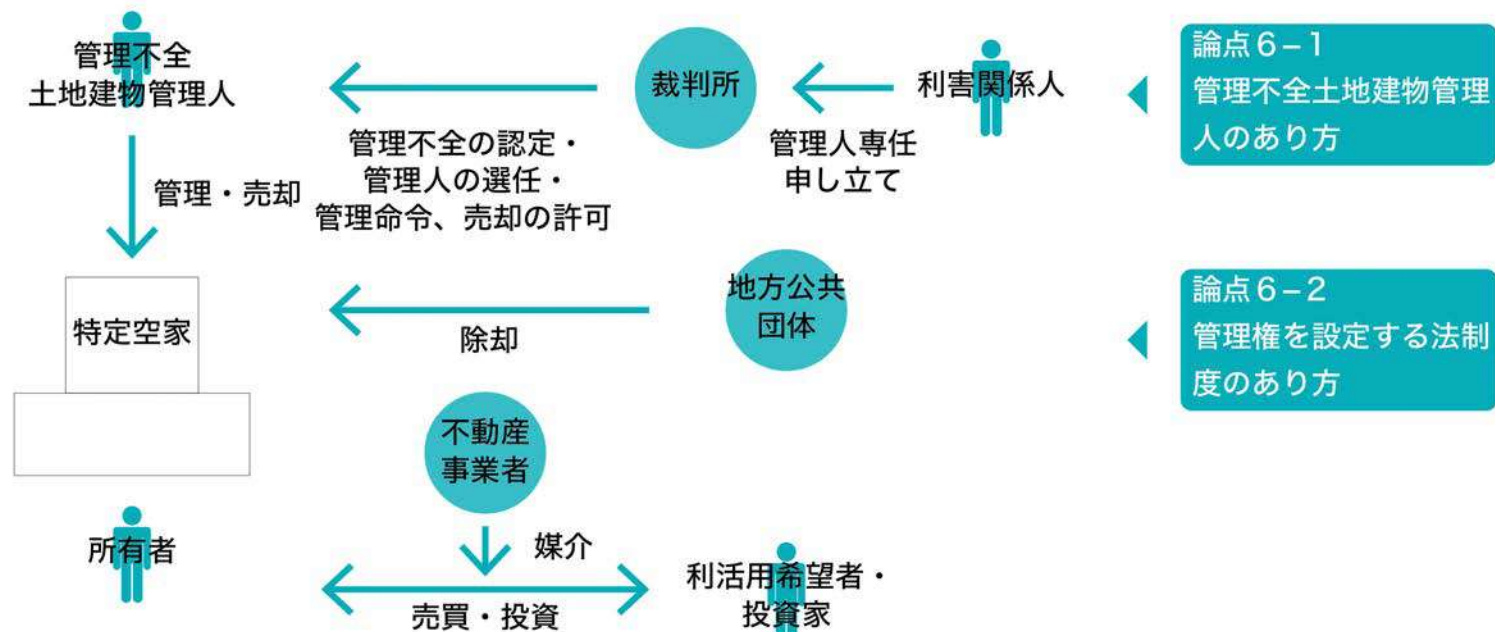 管理不全
土地建物管理人
裁判所
利害関係人
管理不全の認定・
管理人の選任・
管理命令、売却の許可
管理人専任
申し立て
論点6−1
管理不全土地建物管理
人のあり方
管理・売却
特定空家
除却
地方公共
団体
論点6−2
管理権を設定する法制
度のあり方
不動産
事業者
所有者
媒介
売買・投資
利活用希望者・
投資家